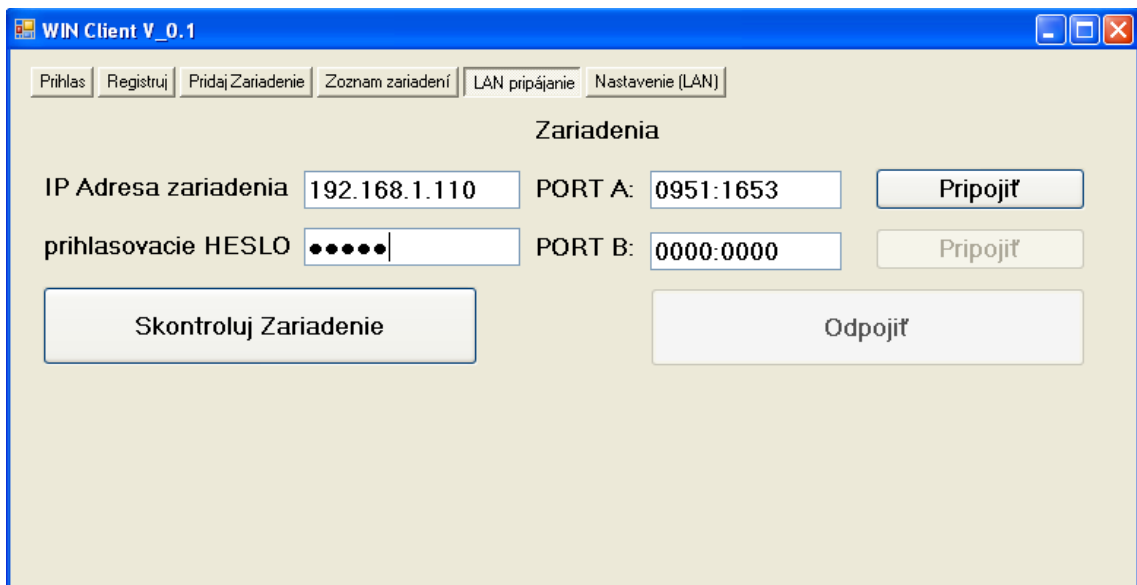 WIN Client V_0.1
Prihlas Registruj Pridaj Zariadenie Zoznam zariadení LAN pripájanie Nastavenie (LAN)
Zariadenia
IP Adresa zariadenia 192.168.1.110 PORT A: 0951:1653 Pripojiť
prihlasovacie HESLO ●●●●● PORT B: 0000:0000 Pripojiť
Skontroluj Zariadenie Odpojiť